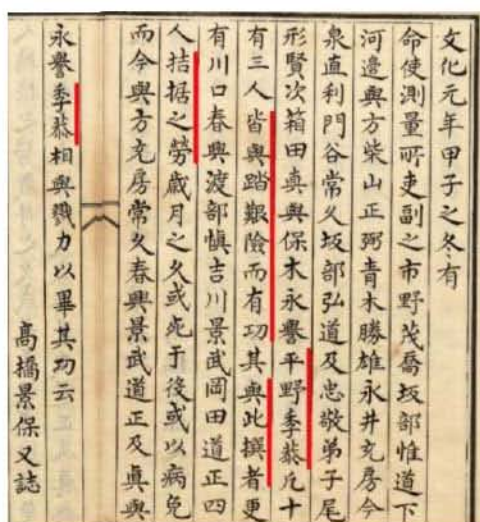 文化元年甲子之冬有
命使測量所吏副之市野茂喬坂部惟道下
河邊與方柴山正弼青木勝雄永井充房今
泉直利門谷常久坂部弘道及忠敬弟子尾
形賢次箱田真與保木永譽平野季恭凡十
有三人皆與踏艱險而有功其與此撰者更
有川口春興渡部慎吉川景武岡田道正四
人拮据之勞歲月之久或死于後或以病免
而今與方充房常久春興景武道正及眞與
永譽季恭相與戮力以畢其功云
高橋景保又誌